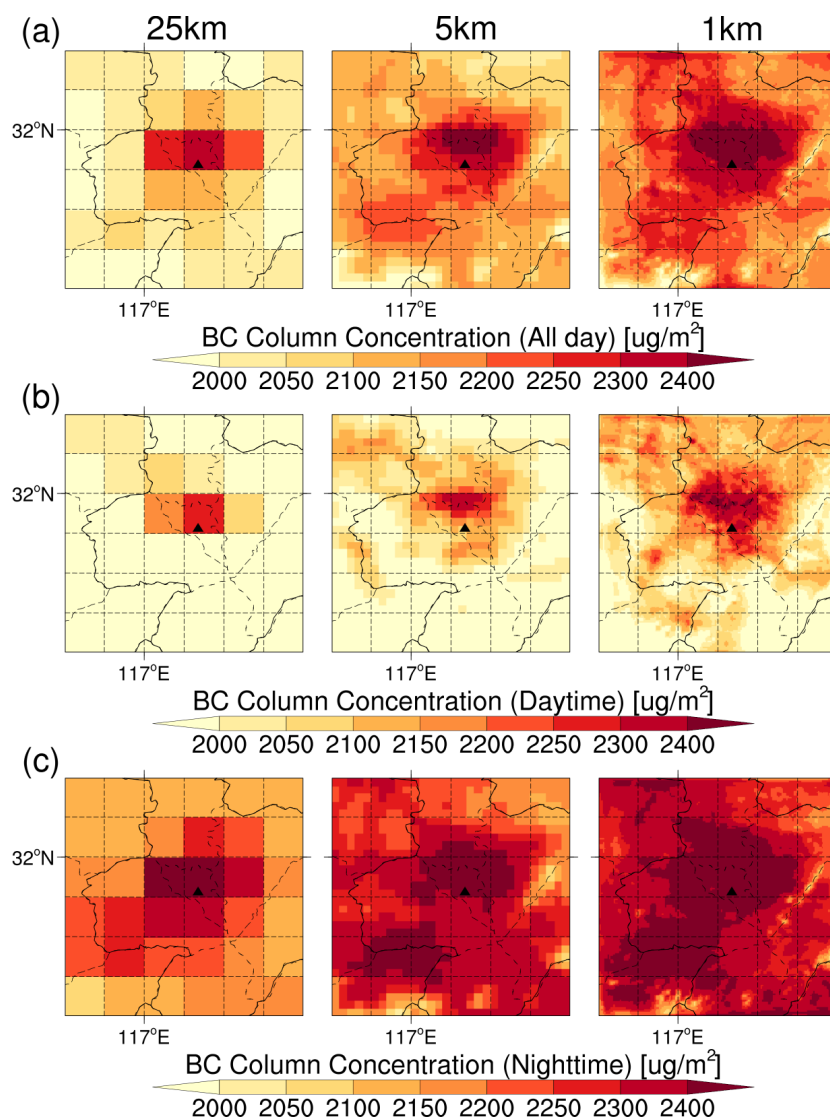 25km 5km 1km
(a)
32°N
117°E 117°E 117°E
BC Column Concentration (All day) [ug/m²]
2000 2050 2100 2150 2200 2250 2300 2400
(b)
32°N
117°E 117°E 117°E
BC Column Concentration (Daytime) [ug/m²]
2000 2050 2100 2150 2200 2250 2300 2400
(c)
32°N
117°E 117°E 117°E
BC Column Concentration (Nighttime) [ug/m²]
2000 2050 2100 2150 2200 2250 2300 2400